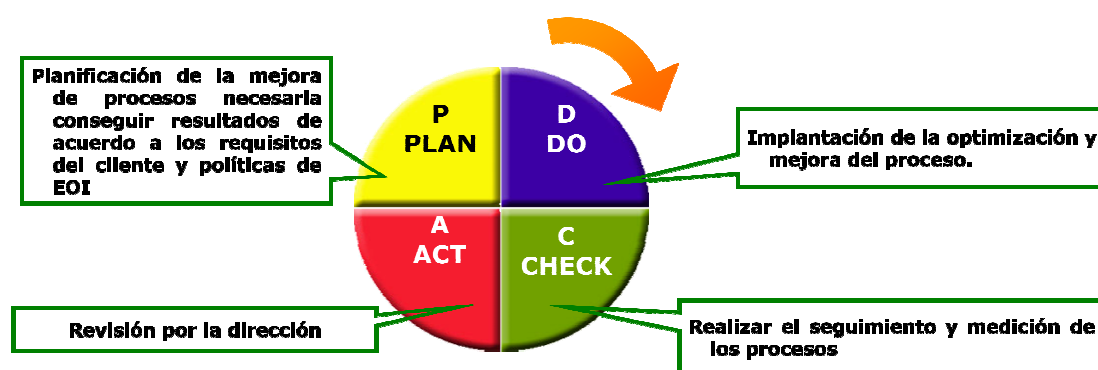 Planificación de la mejora
de procesos necesaria
conseguir resultados de
acuerdo a los requisitos
del cliente y políticas de
EOI
P
PLAN
D
DO
Implantación de la optimización y
mejora del proceso.
A
ACT
C
CHECK
Revisión por la dirección
Realizar el seguimiento y medición de
los procesos